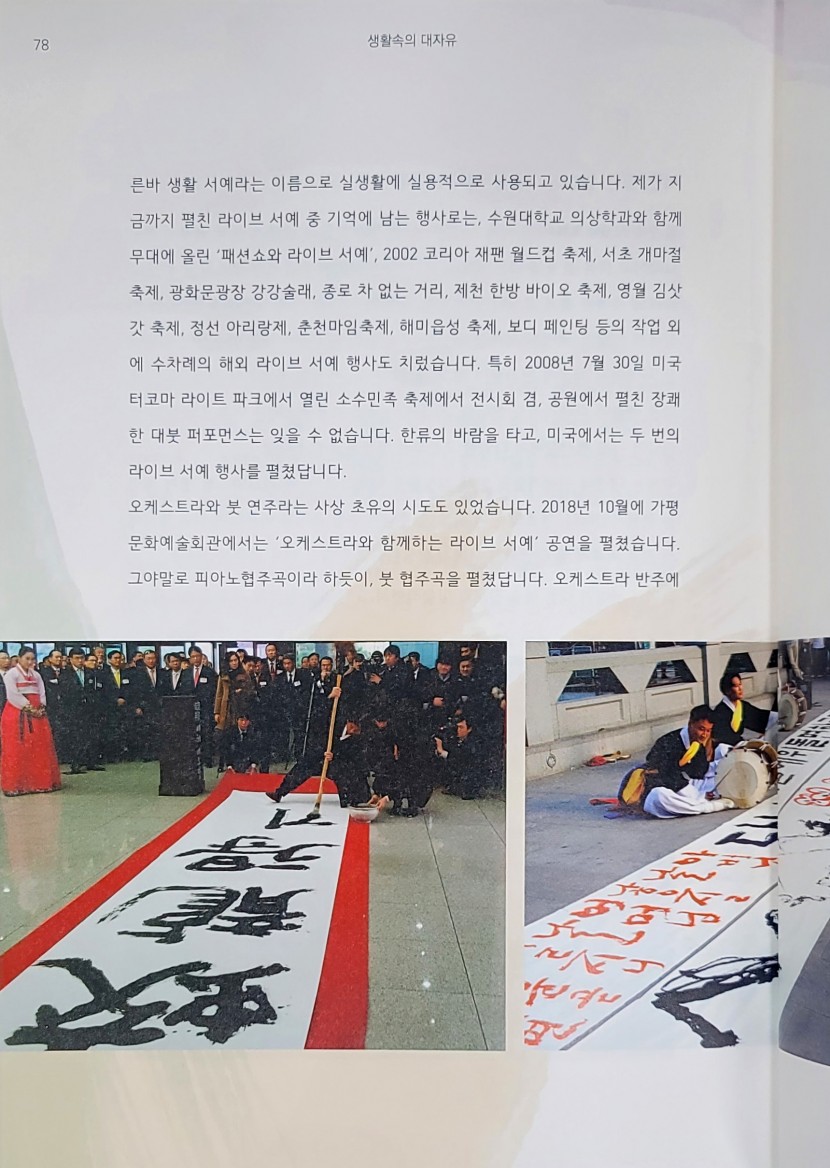 78
생활속의 대자유
른바 생활 서예라는 이름으로 실생활에 실용적으로 사용되고 있습니다. 제가 지
금까지 펼친 라이브 서예 중 기억에 남는 행사로는, 수원대학교 의상학과와 함께
무대에 올린 ‘패션쇼와 라이브 서예’, 2002 코리아 재팬 월드컵 축제, 서초 개마절
축제, 광화문광장 강강술래, 종로 차 없는 거리, 제천 한방 바이오 축제, 영월 김삿
갓 축제, 정선 아리랑제, 춘천마임축제, 해미읍성 축제, 보디 페인팅 등의 작업 외
에 수차례의 해외 라이브 서예 행사도 치렀습니다. 특히 2008년 7월 30일 미국
터코마 라이트 파크에서 열린 소수민족 축제에서 전시회 겸, 공원에서 펼친 장쾌
한 대붓 퍼포먼스는 잊을 수 없습니다. 한류의 바람을 타고, 미국에서는 두 번의
라이브 서예 행사를 펼쳤답니다.
오케스트라와 붓 연주라는 사상 초유의 시도도 있었습니다. 2018년 10월에 가평
문화예술회관에서는 ‘오케스트라와 함께하는 라이브 서예’ 공연을 펼쳤습니다.
그야말로 피아노협주곡이라 하듯이, 붓 협주곡을 펼쳤답니다. 오케스트라 반주에